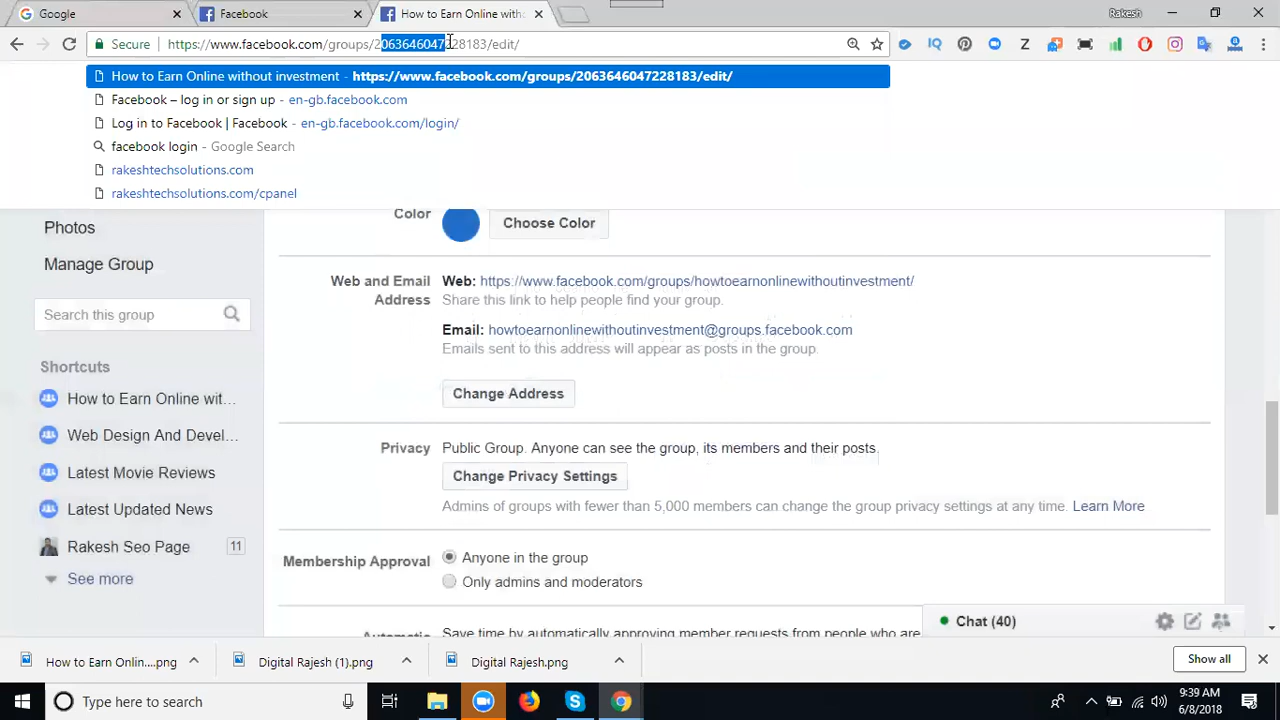 Google
Facebook
How to Earn Online with
Rakesh
Secure https://www.facebook.com/groups/2063646047228183/edit/
How to Earn Online without investment - https://www.facebook.com/groups/2063646047228183/edit/
Facebook – log in or sign up - en-gb.facebook.com
Log in to Facebook | Facebook - en-gb.facebook.com/login/
facebook login - Google Search
rakeshtechsolutions.com
rakeshtechsolutions.com/cpanel
Color
Choose Color
Photos
Manage Group
Search this group
Shortcuts
How to Earn Online wit...
Web Design And Devel...
Latest Movie Reviews
Latest Updated News
Rakesh Seo Page 11
See more
Web and Email Address
Web: https://www.facebook.com/groups/howtoearnonlinewithoutinvestment/
Share this link to help people find your group.
Email: howtoearnonlinewithoutinvestment@groups.facebook.com
Emails sent to this address will appear as posts in the group.
Change Address
Privacy
Public Group. Anyone can see the group, its members and their posts.
Change Privacy Settings
Admins of groups with fewer than 5,000 members can change the group privacy settings at any time. Learn More
Membership Approval
Anyone in the group
Only admins and moderators
Automatic
Save time by automatically approving member requests from people who are
Chat (40)
How to Earn Onlin....png
Digital Rajesh (1).png
Digital Rajesh.png
Show all
Type here to search
9:39 AM
6/8/2018